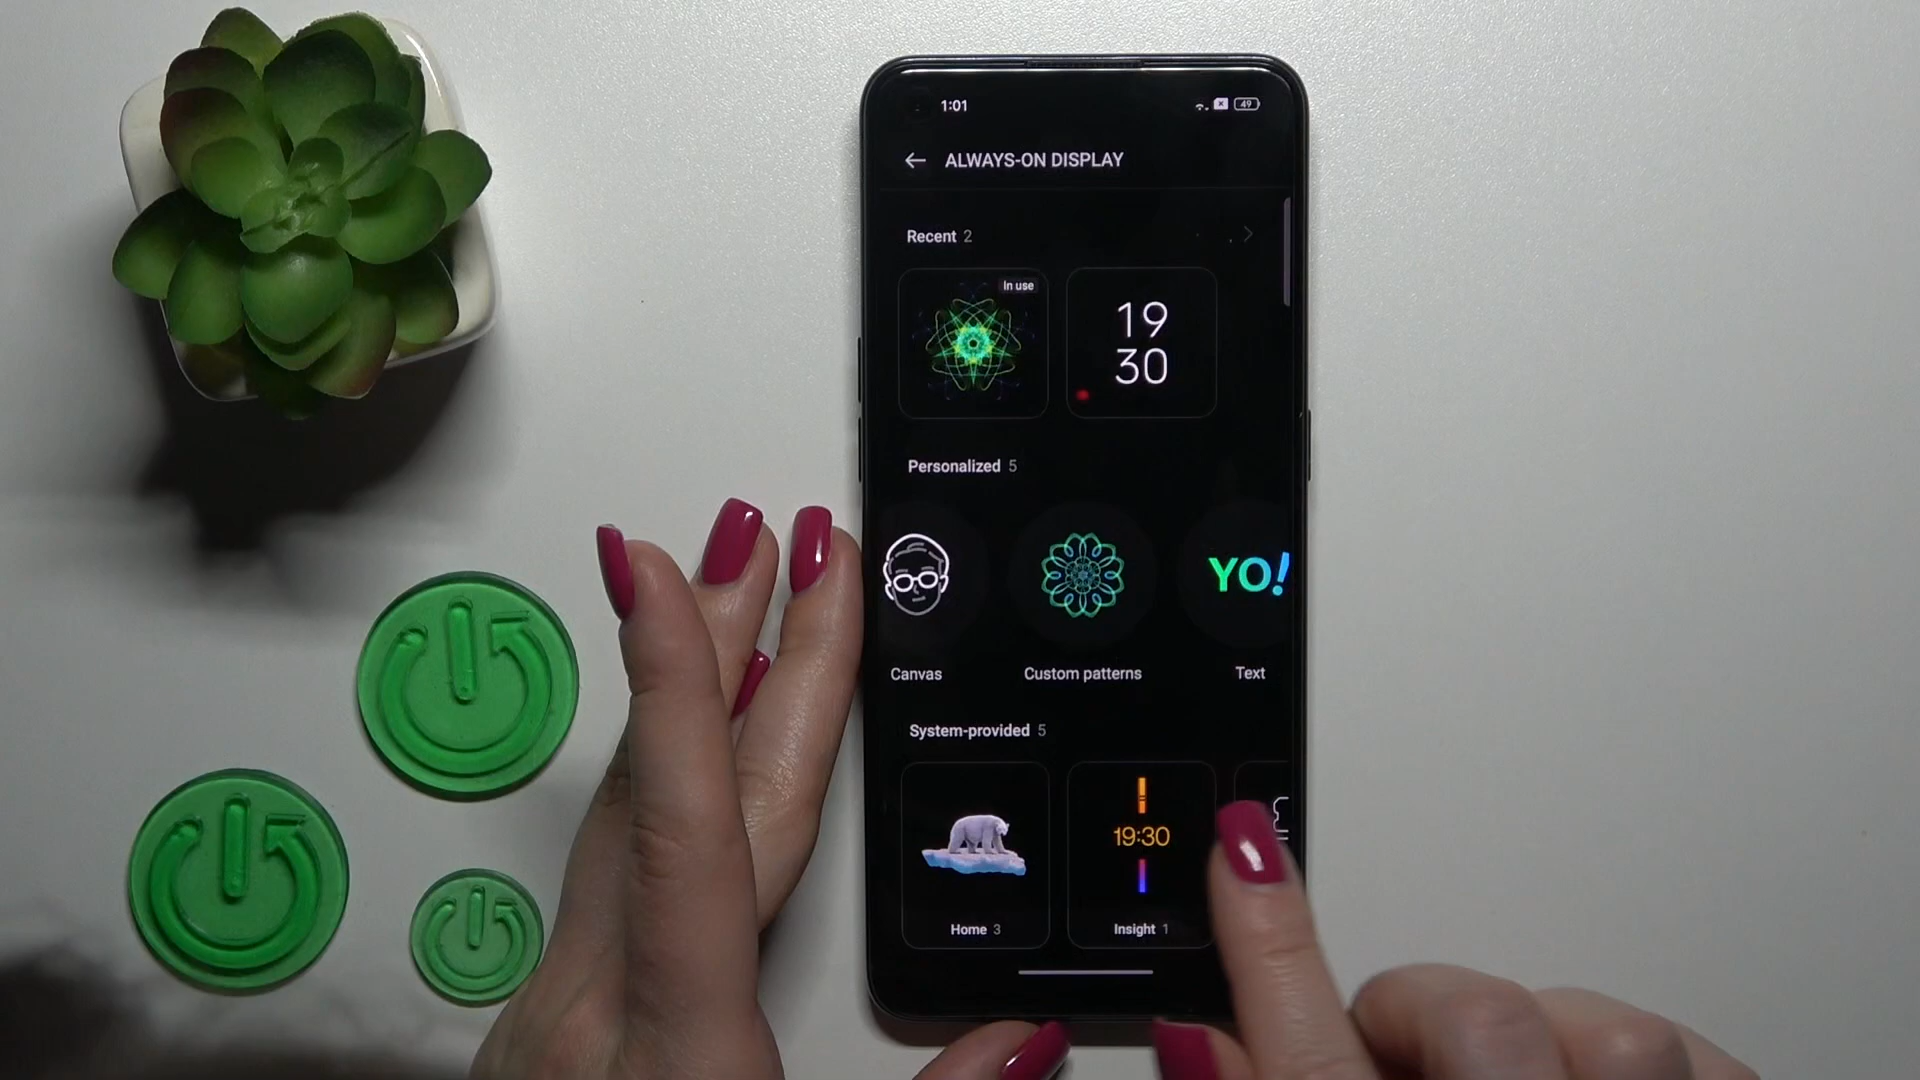 1:01
49
ALWAYS-ON DISPLAY
Recent 2
In use
19
30
Personalized 5
YO!
Canvas
Custom patterns
Text
System-provided 5
19:30
Home 3
Insight 1